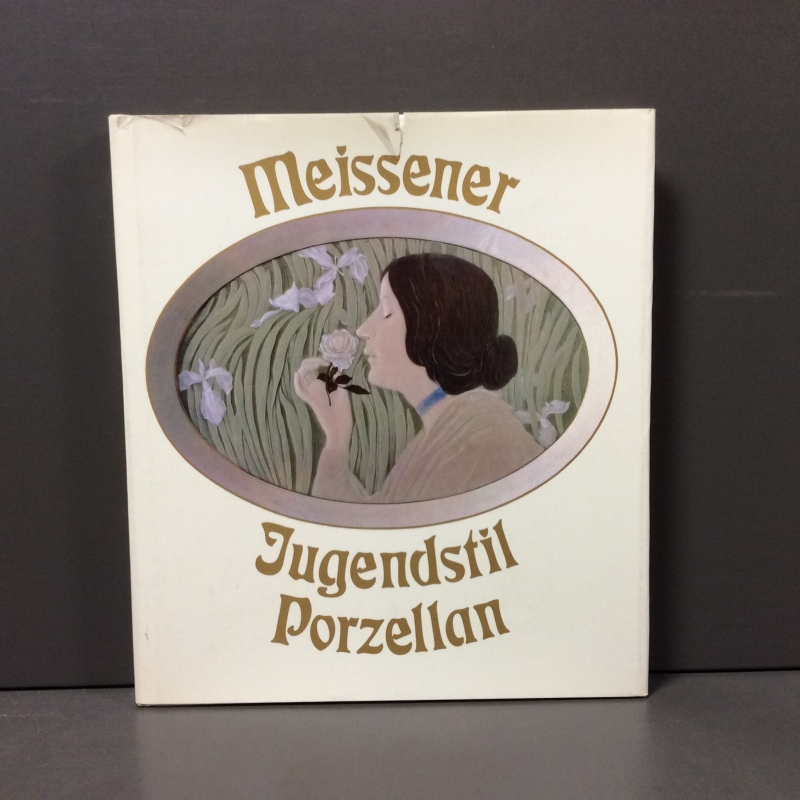 Meissener
Jugendstil
Porzellan